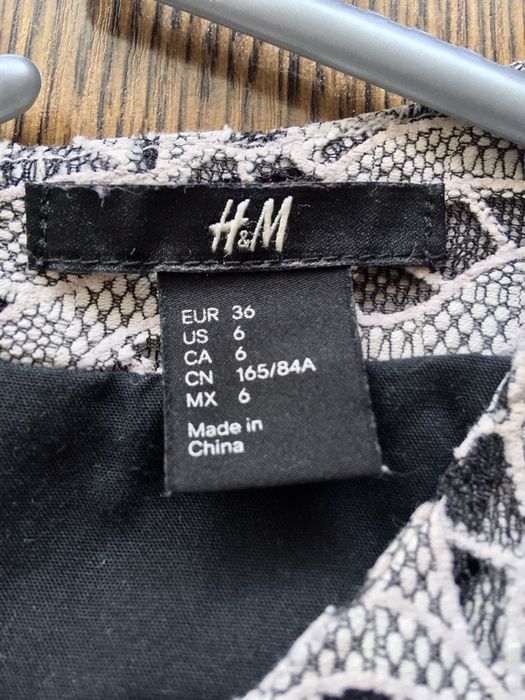 H&M
EUR 36
US 6
CA 6
CN 165/84A
MX 6
Made in
China